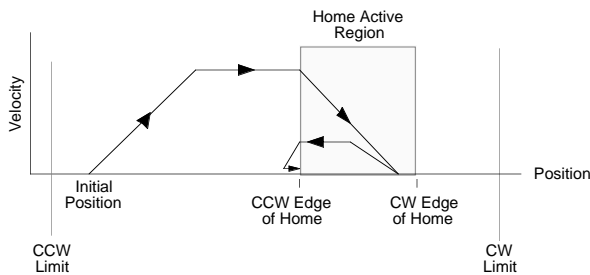 Home Active
Region
Velocity
Position
Initial
Position
CCW Edge
of Home
CW Edge
of Home
CCW
Limit
CW
Limit